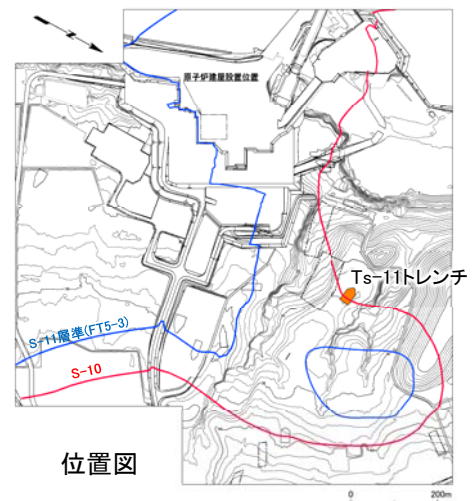 N
原子炉建屋設置位置
Ts-11トレンチ
S-11層準(FT5-3)
S-10
位置図
0 200m